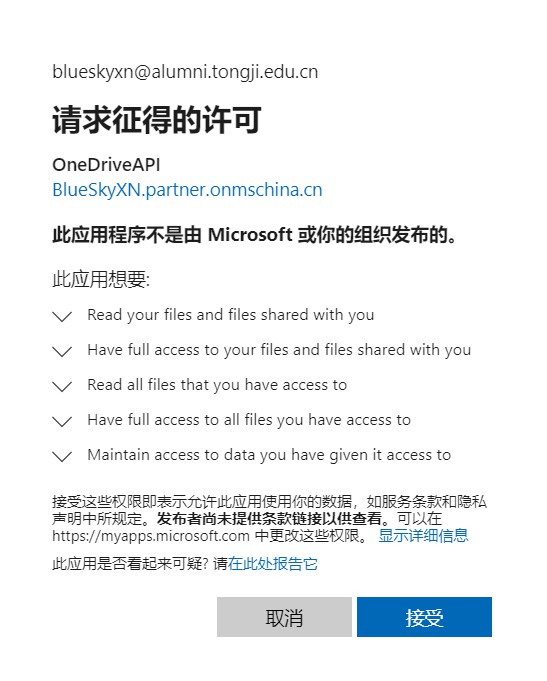 blueskyxn@alumni.tongji.edu.cn
请求征得的许可
OneDriveAPI
BlueSkyXN.partner.onmschina.cn
此应用程序不是由 Microsoft 或你的组织发布的。
此应用想要:
Read your files and files shared with you
Have full access to your files and files shared with you
Read all files that you have access to
Have full access to all files you have access to
Maintain access to data you have given it access to
接受这些权限即表示允许此应用使用你的数据，如服务条款和隐私
声明中所规定。发布者尚未提供条款链接以供查看。可以在
https://myapps.microsoft.com 中更改这些权限。 显示详细信息
此应用是否看起来可疑? 请在此处报告它
取消 接受